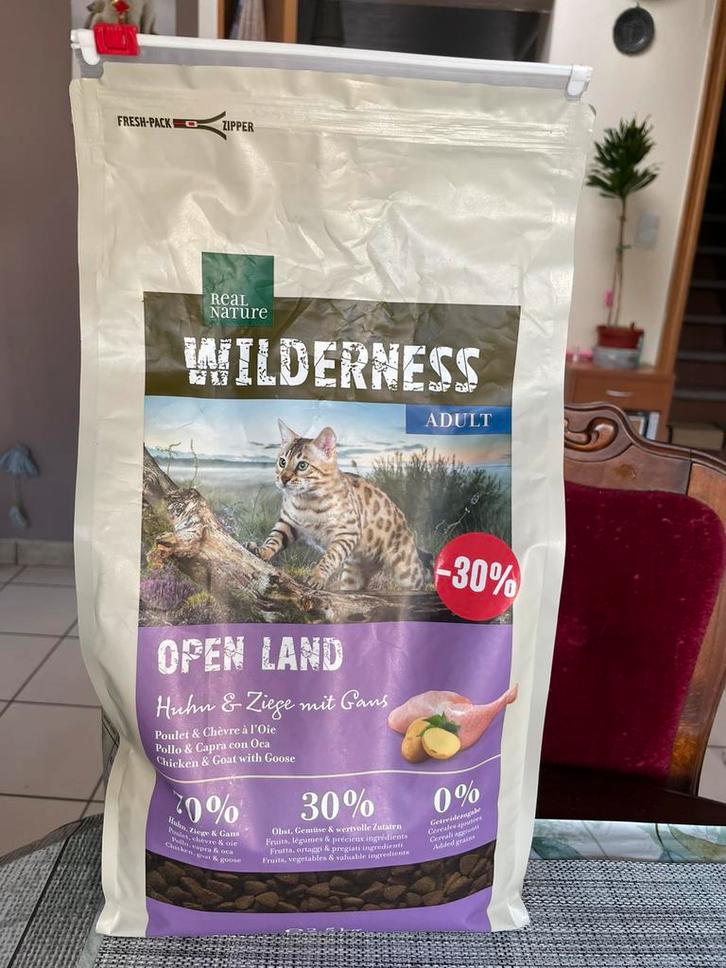 FRESH-PACK ZIPPER
REAL
NATURE
WILDERNESS
ADULT
-30%
OPEN LAND
Huhn & Ziege mit Gans
Poulet & Chèvre à l'Oie
Pollo & Capra con Oca
Chicken & Goat with Goose
70%
Huhn, Ziege & Gans
Poulet, chèvre & oie
Pollo, capra & oca
Chicken, goat & goose
30%
Obst, Gemüse & wertvolle Zutaten
Fruits, légumes & précieux ingrédients
Frutta, ortaggi & pregiati ingredienti
Fruits, vegetables & valuable ingredients
0%
Getreidezugabe
Céréales ajoutées
Cereali aggiunti
Added grains